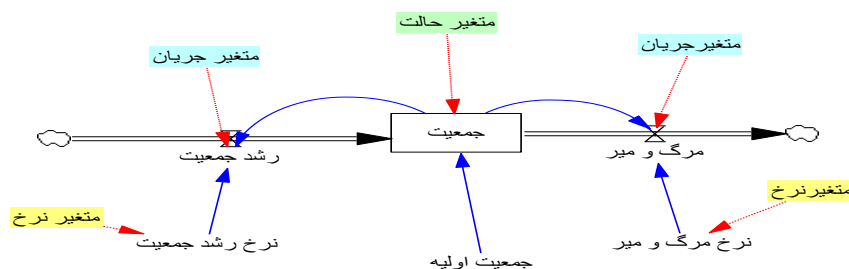 متغیر حالت
متغیرجریان
متغیر جریان
جمعیت
مرگ و میر
رشد جمعیت
متغیرنرخ
متغیر نرخ
نرخ مرگ و میر
نرخ رشد جمعیت
جمعیت اولیه